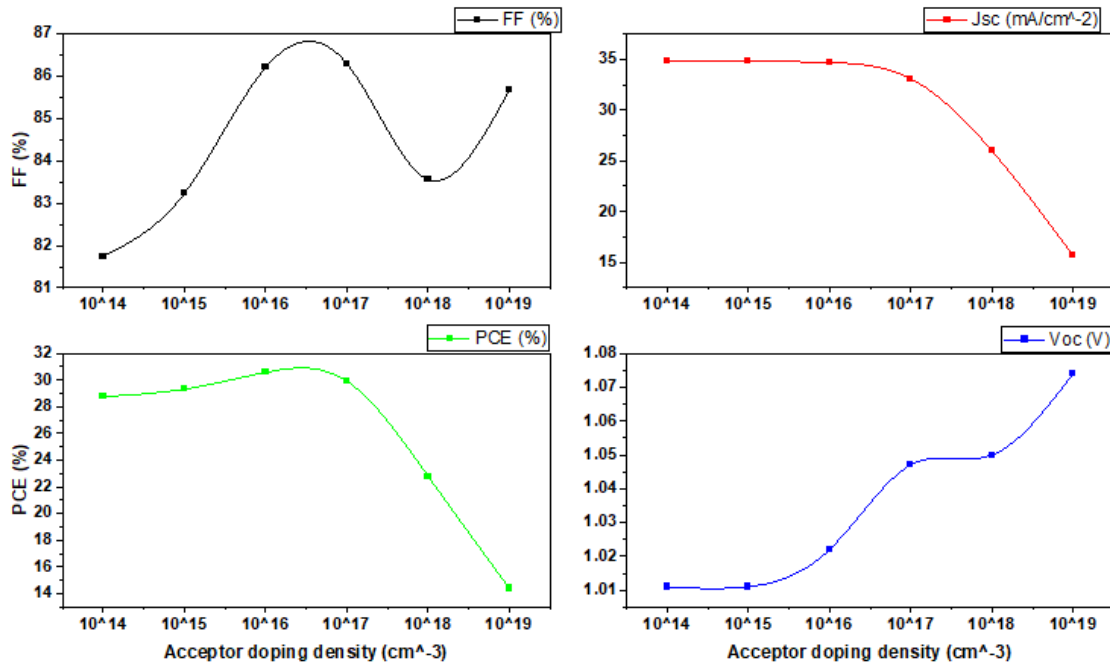 FF (%)
FF (%)
87
86
85
84
83
82
81
10^14 10^15 10^16 10^17 10^18 10^19
Jsc (mA/cm^-2)
35
30
25
20
15
10^14 10^15 10^16 10^17 10^18 10^19
PCE (%)
PCE (%)
32
30
28
26
24
22
20
18
16
14
10^14 10^15 10^16 10^17 10^18 10^19
Acceptor doping density (cm^-3)
Voc (V)
1.08
1.07
1.06
1.05
1.04
1.03
1.02
1.01
10^14 10^15 10^16 10^17 10^18 10^19
Acceptor doping density (cm^-3)